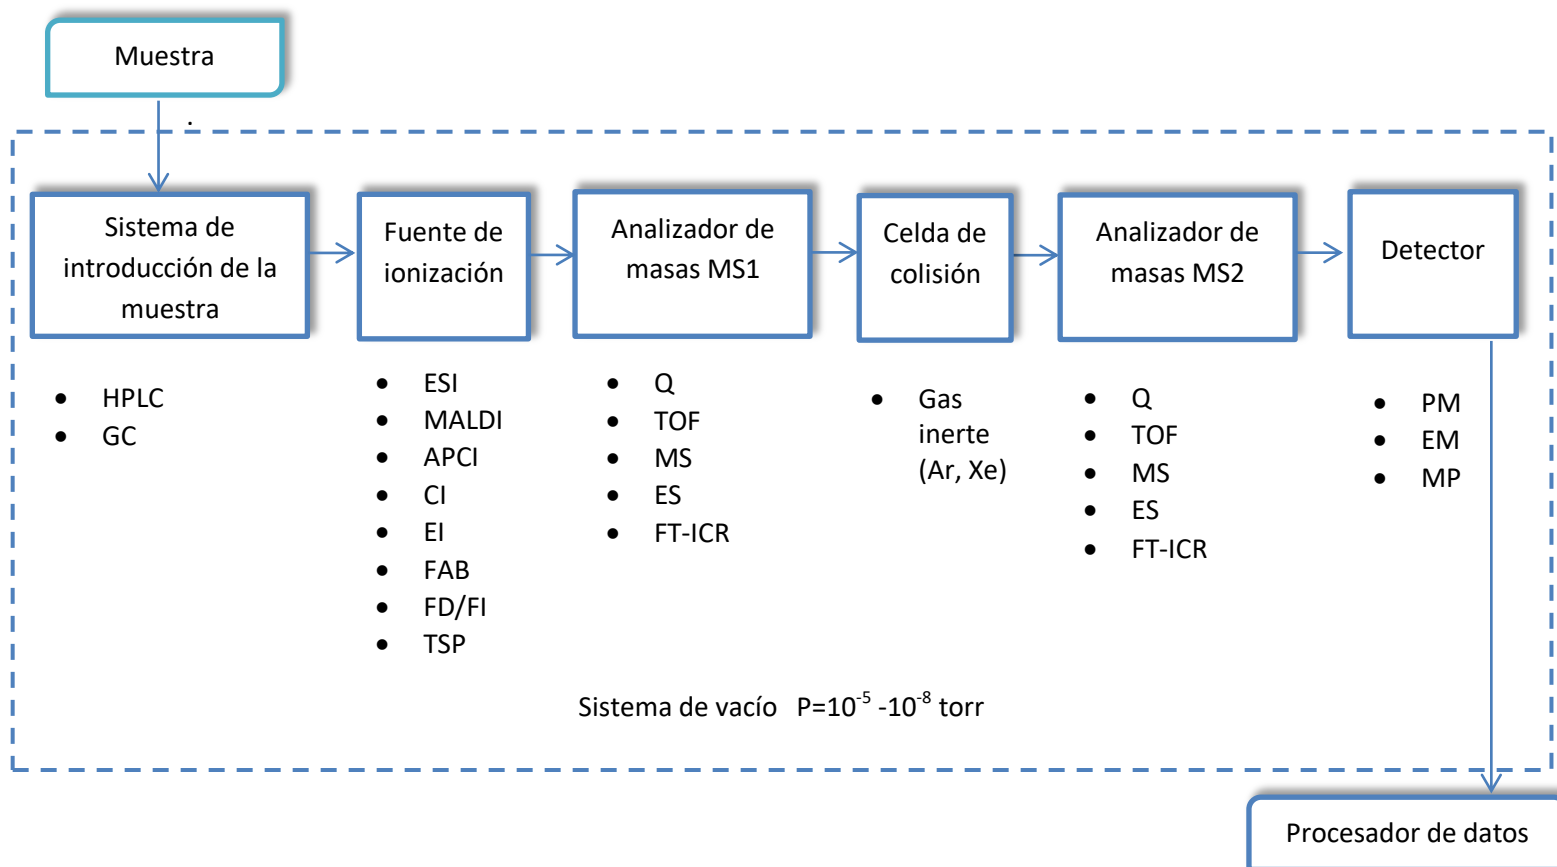 Muestra
.
Sistema de
introducción de la
muestra
Fuente de
ionización
Analizador de
masas MS1
Celda de
colisión
Analizador de
masas MS2
Detector
• HPLC
• GC
• ESI
• MALDI
• APCI
• CI
• EI
• FAB
• FD/FI
• TSP
• Q
• TOF
• MS
• ES
• FT-ICR
• Gas
inerte
(Ar, Xe)
• Q
• TOF
• MS
• ES
• FT-ICR
• PM
• EM
• MP
Sistema de vacío P=10⁻⁵ -10⁻⁸ torr
Procesador de datos